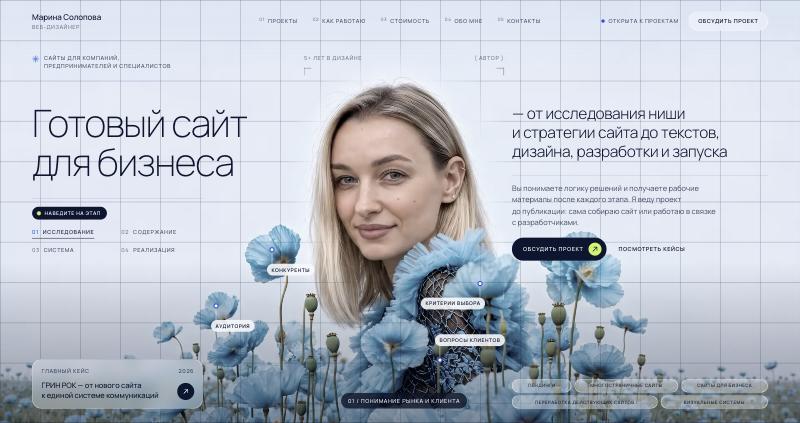 Марина Солопова
ВЕБ-ДИЗАЙНЕР
01 ПРОЕКТЫ
02 КАК РАБОТАЮ
03 СТОИМОСТЬ
04 ОБО МНЕ
05 КОНТАКТЫ
ОТКРЫТА К ПРОЕКТАМ
ОБСУДИТЬ ПРОЕКТ
САЙТЫ ДЛЯ КОМПАНИЙ,
ПРЕДПРИНИМАТЕЛЕЙ И СПЕЦИАЛИСТОВ
5+ ЛЕТ В ДИЗАЙНЕ
( АВТОР )
Готовый сайт
для бизнеса
— от исследования ниши
и стратегии сайта до текстов,
дизайна, разработки и запуска
Вы понимаете логику решений и получаете рабочие
материалы после каждого этапа. Я веду проект
до публикации: сама собираю сайт или работаю в связке
с разработчиками.
НАВЕДИТЕ НА ЭТАП
01 ИССЛЕДОВАНИЕ
02 СОДЕРЖАНИЕ
03 СИСТЕМА
04 РЕАЛИЗАЦИЯ
ОБСУДИТЬ ПРОЕКТ
ПОСМОТРЕТЬ КЕЙСЫ
КОНКУРЕНТЫ
КРИТЕРИИ ВЫБОРА
АУДИТОРИЯ
ВОПРОСЫ КЛИЕНТОВ
ГЛАВНЫЙ КЕЙС
2026
ГРИН РОК — от нового сайта
к единой системе коммуникаций
01 / ПОНИМАНИЕ РЫНКА И КЛИЕНТА
ЛЕНДИНГИ
МНОГОСТРАНИЧНЫЕ САЙТЫ
САЙТЫ ДЛЯ БИЗНЕСА
ПЕРЕРАБОТКА ДЕЙСТВУЮЩИХ САЙТОВ
ВИЗУАЛЬНЫЕ СИСТЕМЫ